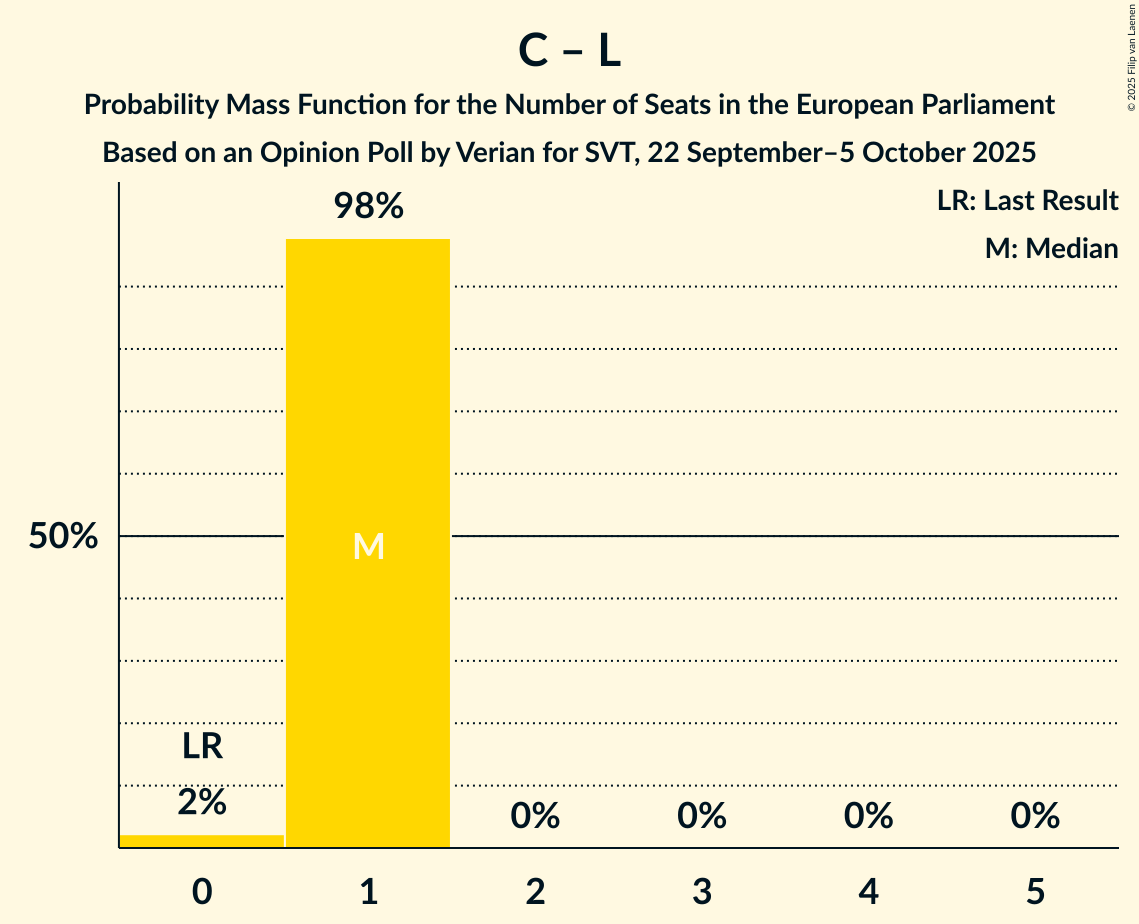 C – L
Probability Mass Function for the Number of Seats in the European Parliament
Based on an Opinion Poll by Verian for SVT, 22 September–5 October 2025
© 2025 Filip van Laenen
LR: Last Result
M: Median
98%
50%
M
LR
2%
0%
0%
0%
0%
0
1
2
3
4
5